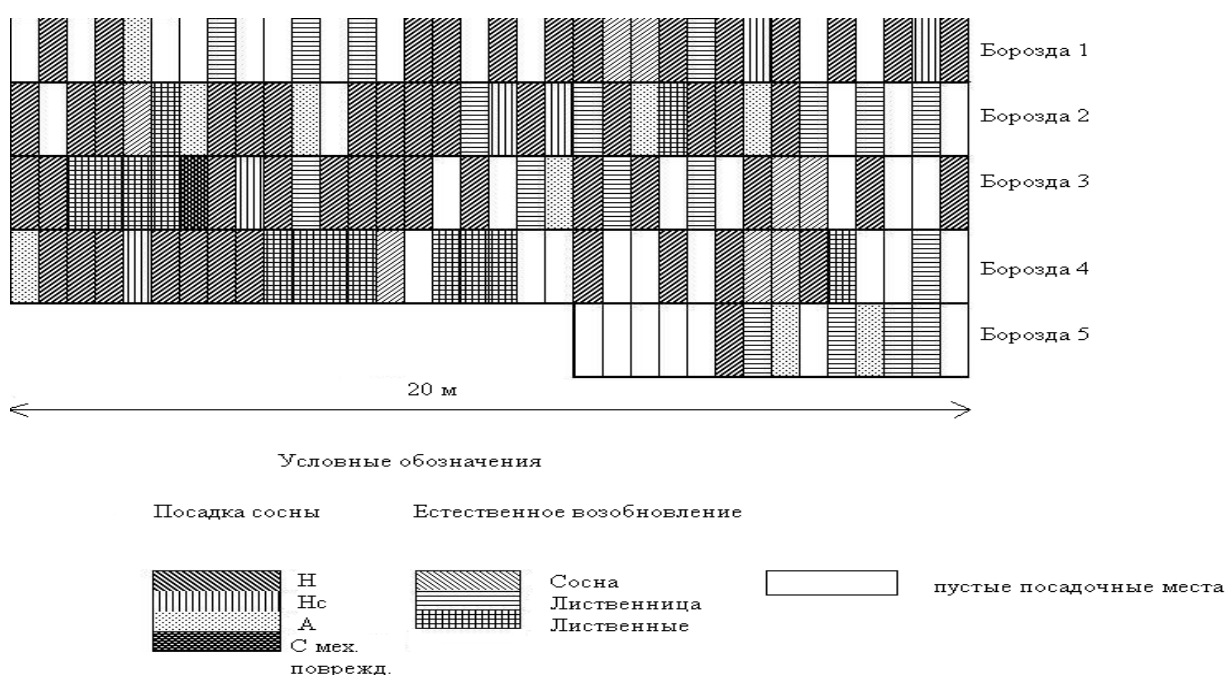 Борозда 1
Борозда 2
Борозда 3
Борозда 4
Борозда 5
20 м
Условные обозначения
Посадка сосны
Н
Нс
А
С мех.
поврежд.
Естественное возобновление
Сосна
Лиственница
Лиственные
пустые посадочные места